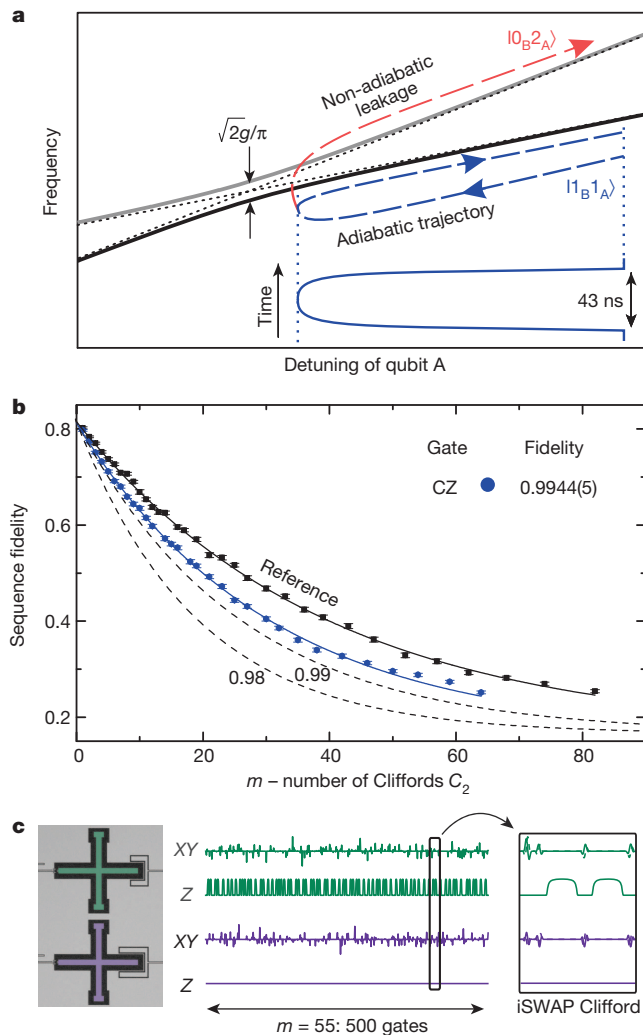 a
|0B2A⟩
Non-adiabatic
leakage
√2g/π
Frequency
|1B1A⟩
Adiabatic trajectory
Time
43 ns
Detuning of qubit A
b
0.8
0.6
0.4
0.2
Sequence fidelity
Gate Fidelity
CZ 0.9944(5)
Reference
0.99
0.98
0 20 40 60 80
m – number of Cliffords C2
c
XY
Z
XY
Z
m = 55: 500 gates
iSWAP Clifford